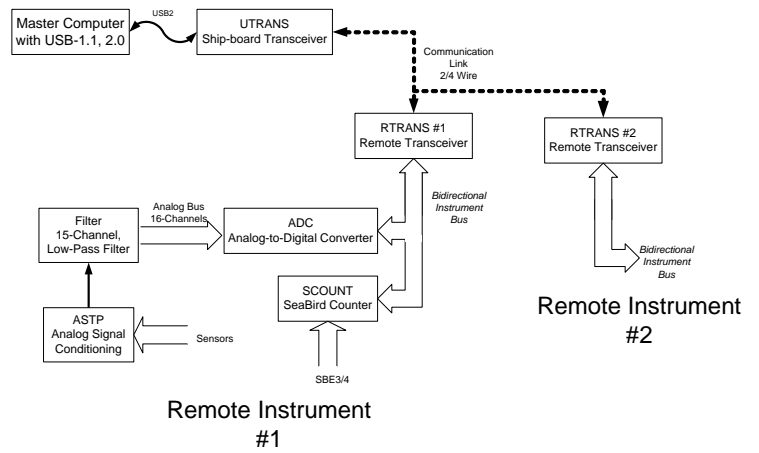 Master Computer
with USB-1.1, 2.0
USB2
UTRANS
Ship-board Transceiver
Communication
Link
2/4 Wire
RTRANS #1
Remote Transceiver
RTRANS #2
Remote Transceiver
Filter
15-Channel,
Low-Pass Filter
Analog Bus
16-Channels
ADC
Analog-to-Digital Converter
Bidirectional
Instrument
Bus
Bidirectional
Instrument
Bus
SCOUNT
SeaBird Counter
ASTP
Analog Signal
Conditioning
Sensors
SBE3/4
Remote Instrument
#2
Remote Instrument
#1